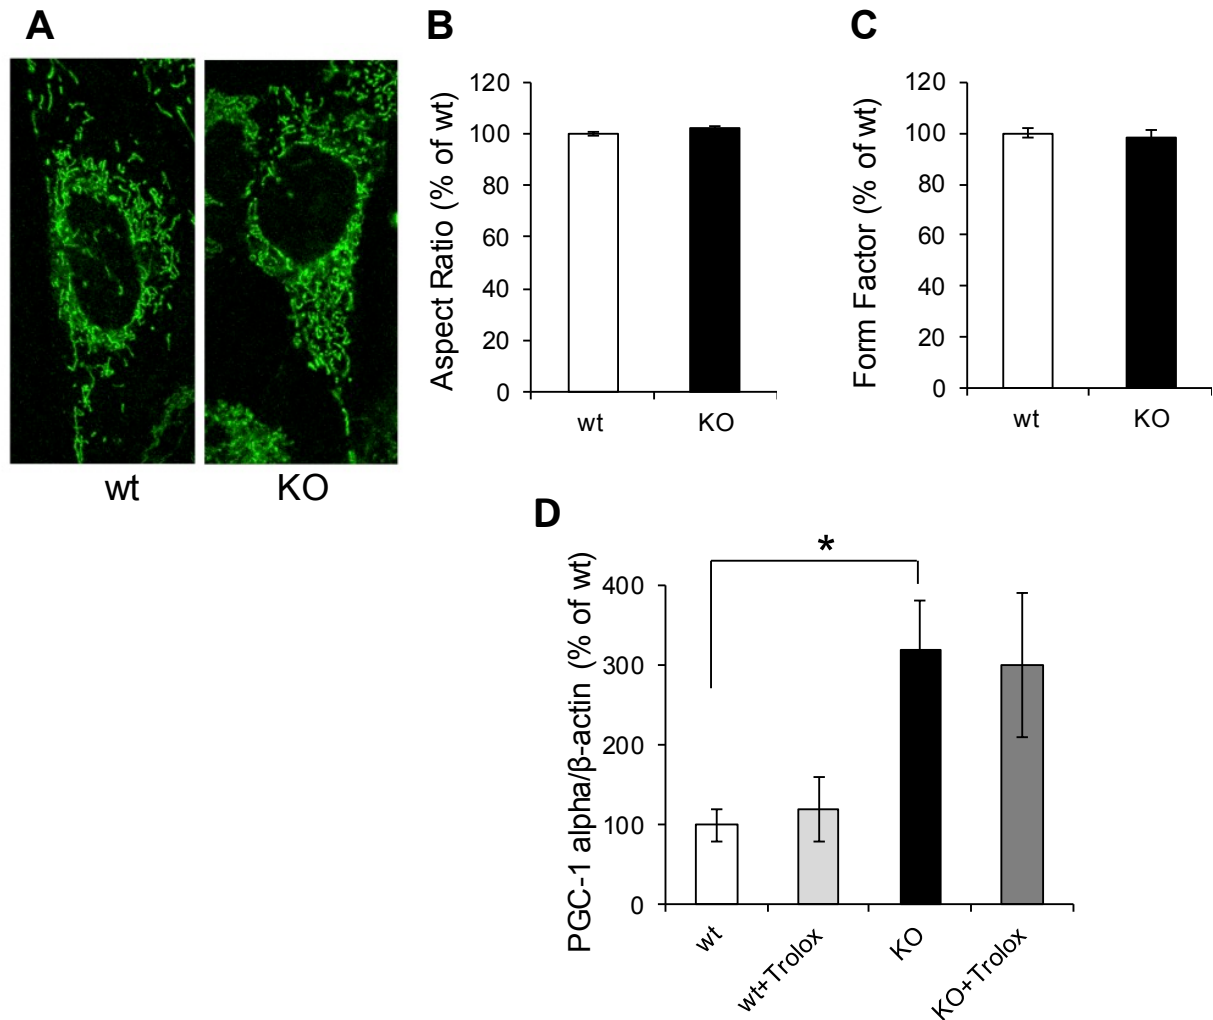 A
wt
KO
B
Aspect Ratio (% of wt)
120
100
80
60
40
20
0
wt
KO
C
Form Factor (% of wt)
120
100
80
60
40
20
0
wt
KO
D
PGC-1 alpha/β-actin (% of wt)
*
400
300
200
100
0
wt
wt+Trolox
KO
KO+Trolox